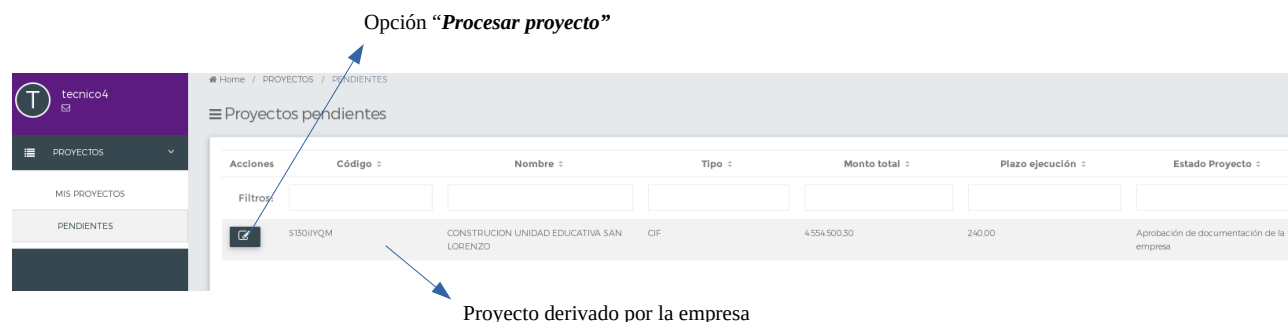 Opción “Procesar proyecto”
Home / PROYECTOS / PENDIENTES
T
tecnico4
Proyectos pendientes
PROYECTOS
Acciones Código Nombre Tipo Monto total Plazo ejecución Estado Proyecto
MIS PROYECTOS
Filtros:
PENDIENTES
CONSTRUCION UNIDAD EDUCATIVA SAN CIF 4.554.500,30 240,00 Aprobación de documentación de la
LORENZO empresa
Proyecto derivado por la empresa